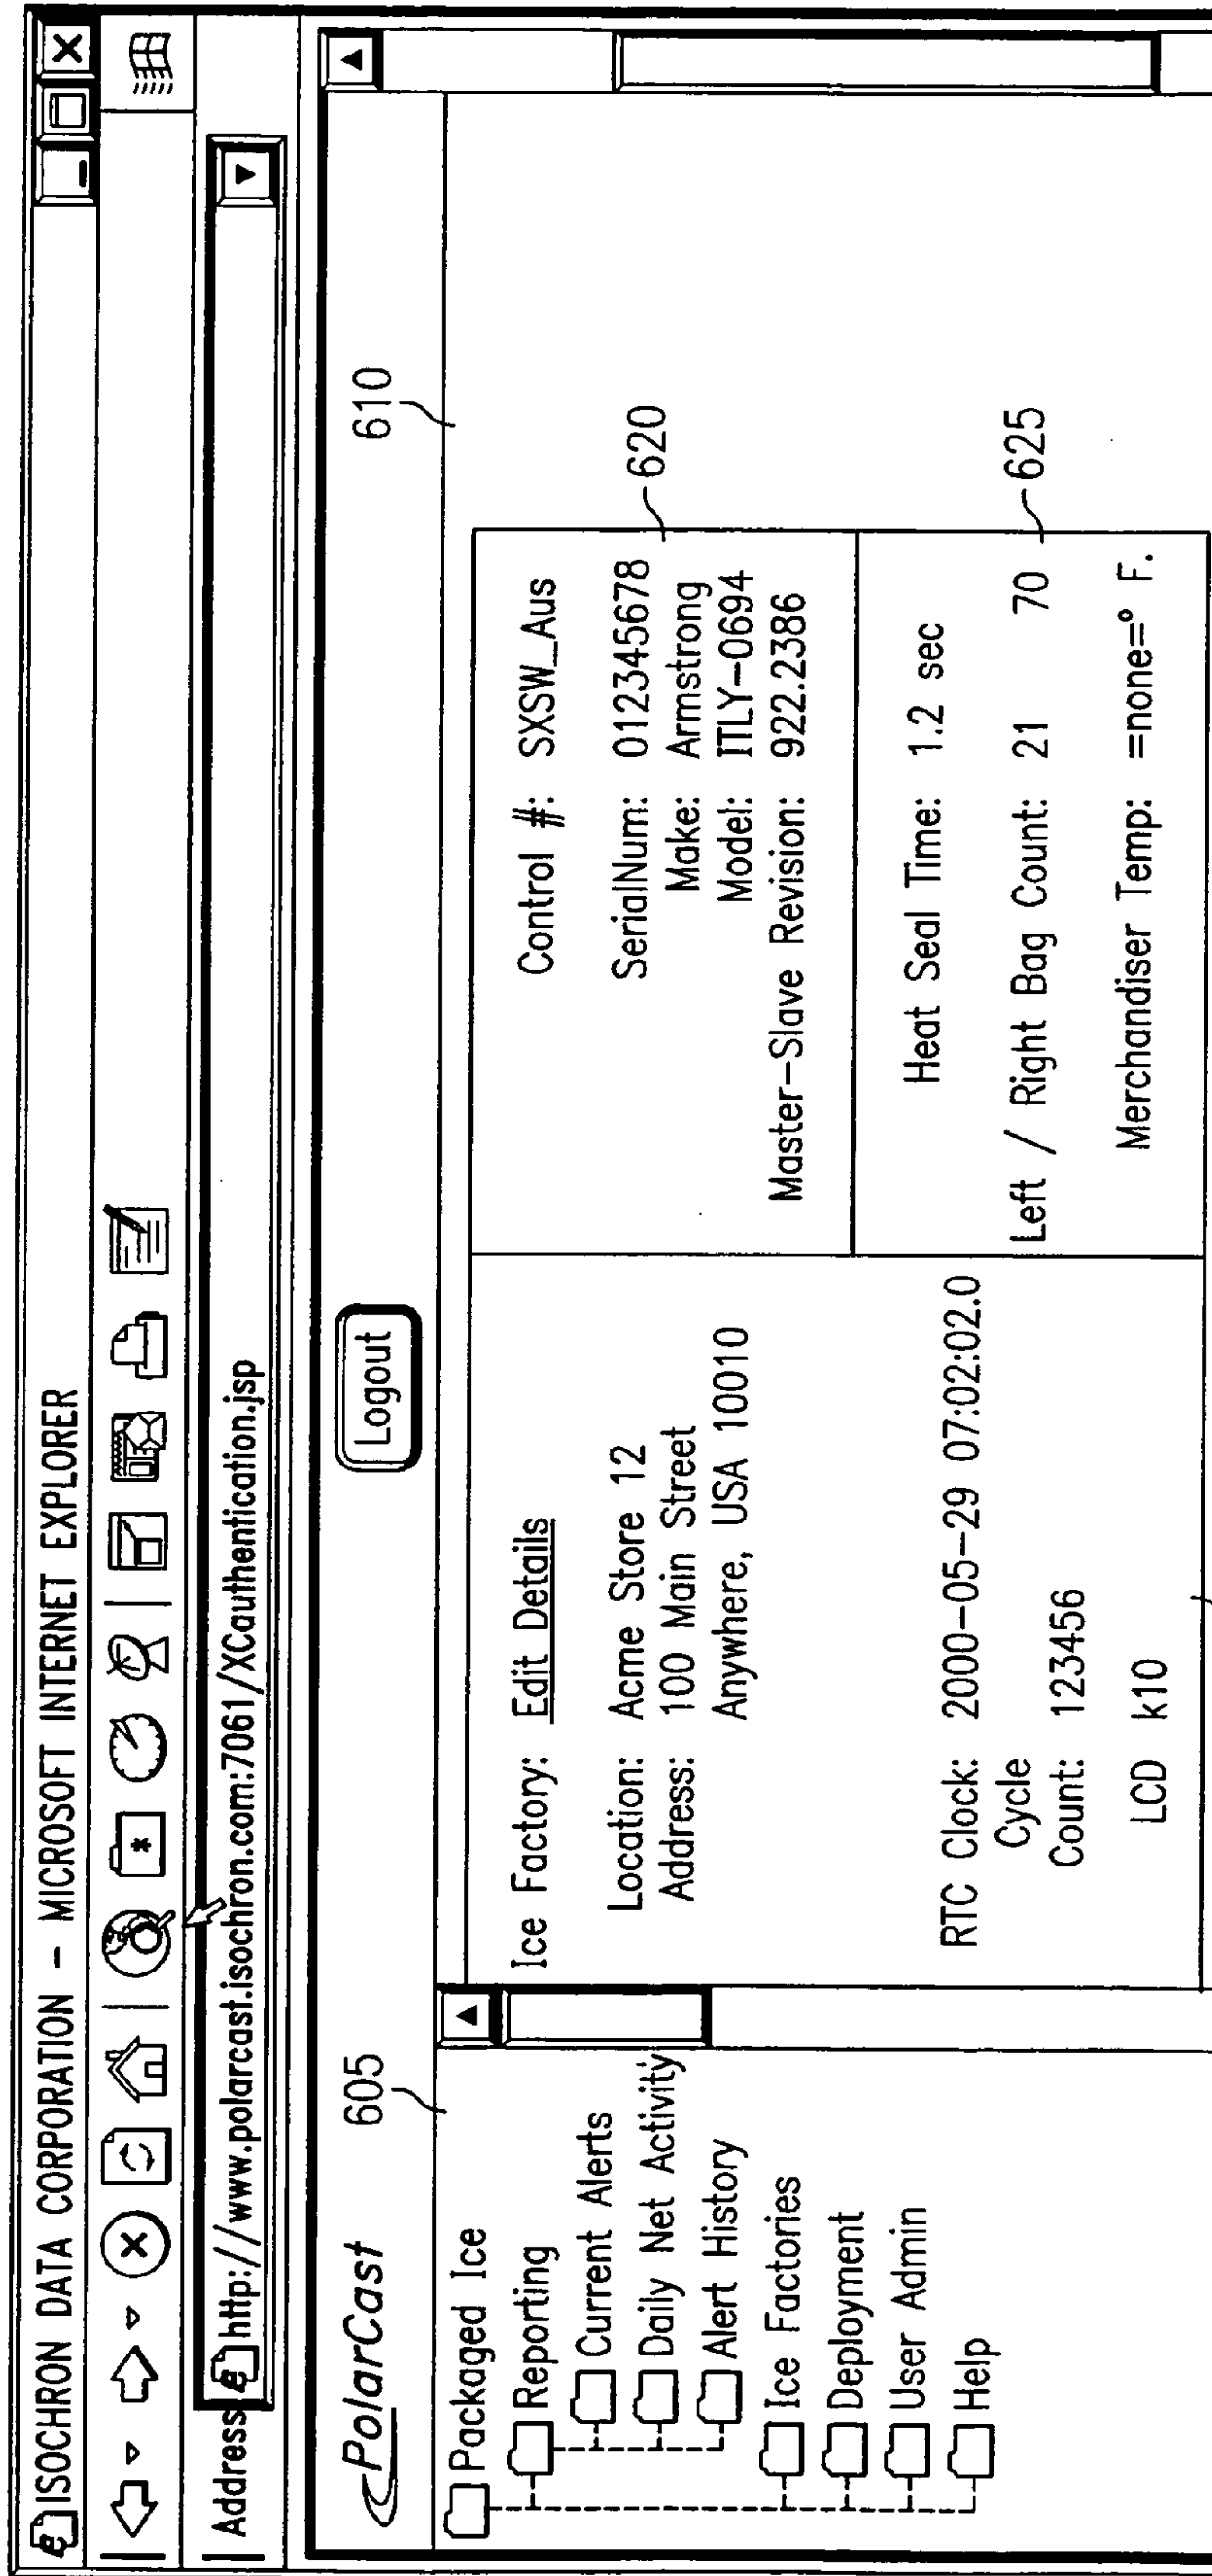 ISOCHRON DATA CORPORATION - MICROSOFT INTERNET EXPLORER
Address http://www.polarcast.isochron.com:7061/XCauthentication.jsp
PolarCast
605
Logout
610
Packaged Ice
Reporting
Current Alerts
Daily Net Activity
Alert History
Ice Factories
Deployment
User Admin
Help
Ice Factory: Edit Details
Location: Acme Store 12
Address: 100 Main Street
Anywhere, USA 10010
RTC Clock: 2000-05-29 07:02:02.0
Cycle
Count: 123456
LCD k10
Control #: SXSW_Aus
SerialNum: 012345678
Make: Armstrong
Model: ITLY-0694
Master-Slave Revision: 922.2386
620
Heat Seal Time: 1.2 sec
Left / Right Bag Count: 21 70
625
Merchandiser Temp: =none=° F.